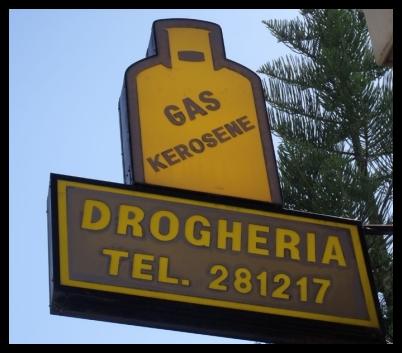 GAS
KEROSENE
DROGHERIA
TEL. 281217